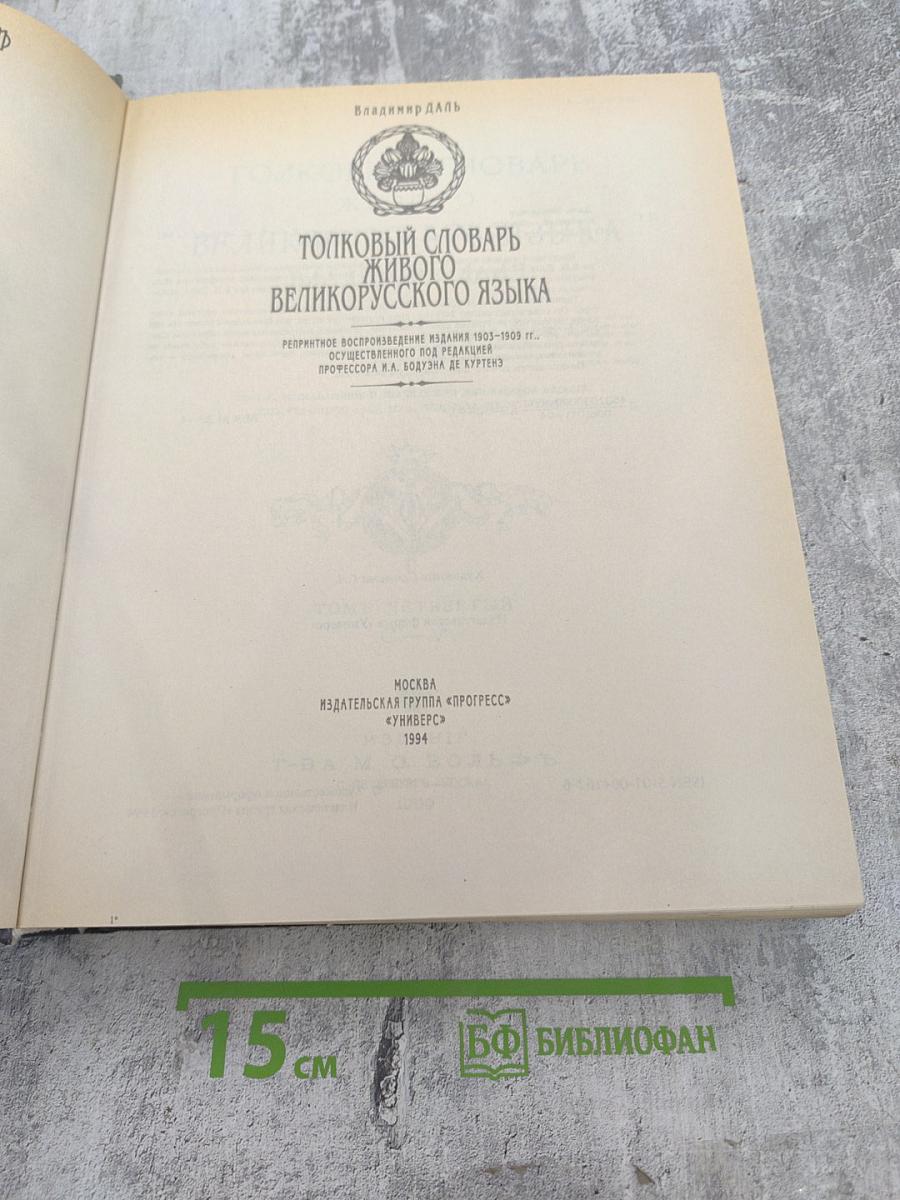 Владимир ДАЛЬ
ТОЛКОВЫЙ СЛОВАРЬ
ЖИВОГО
ВЕЛИКОРУССКОГО ЯЗЫКА
РЕПРИНТНОЕ ВОСПРОИЗВЕДЕНИЕ ИЗДАНИЯ 1903–1909 гг.,
ОСУЩЕСТВЛЕННОГО ПОД РЕДАКЦИЕЙ
ПРОФЕССОРА И.А. БОДУЭНА ДЕ КУРТЕНЭ
МОСКВА
ИЗДАТЕЛЬСКАЯ ГРУППА «ПРОГРЕСС»
«УНИВЕРС»
1994
1*
15 СМ
БФ БИБЛИОФАН